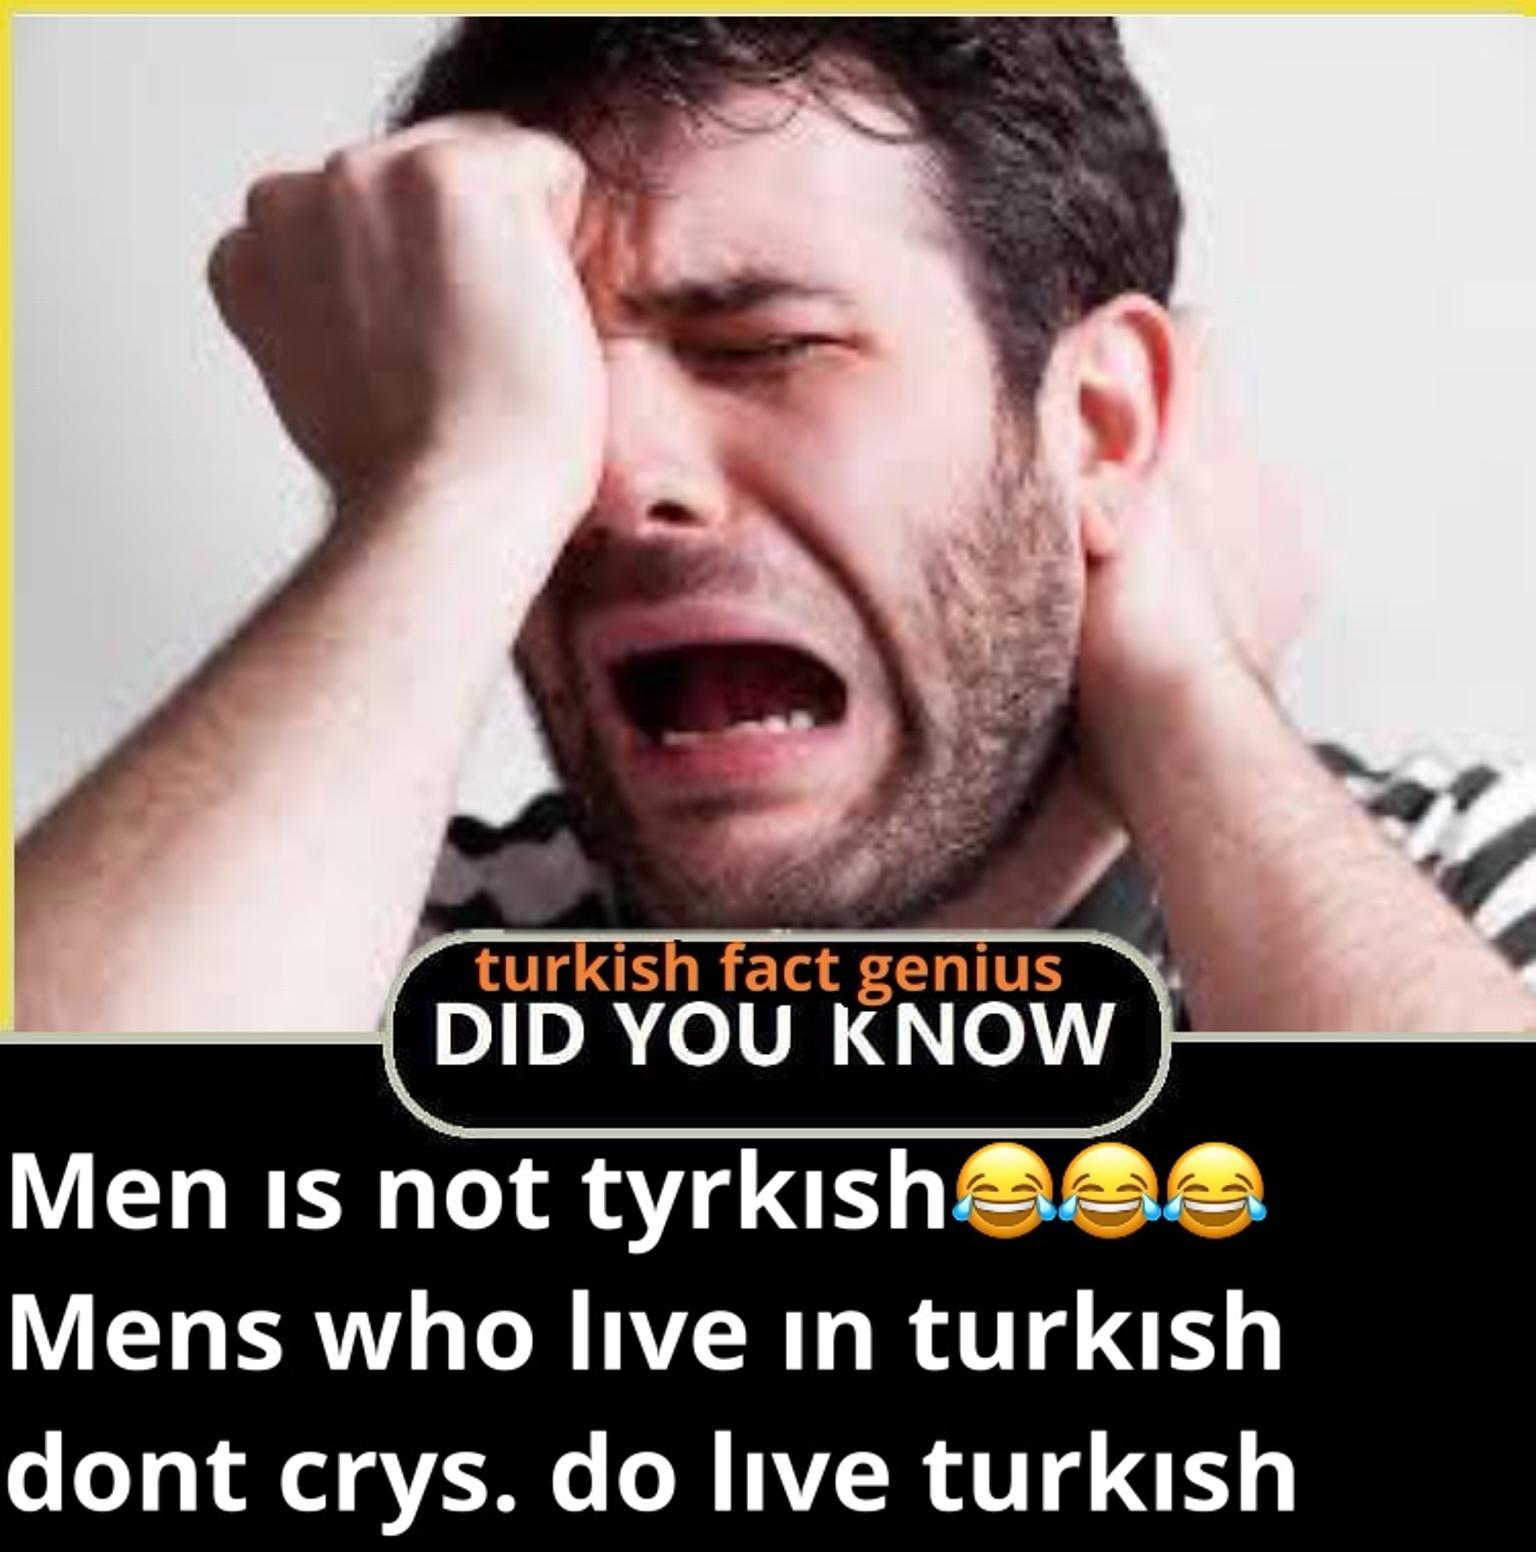 turkish fact genius
DID YOU KNOW
Men ıs not tyrkısh😂😂😂
Mens who lıve ın turkısh
dont crys. do lıve turkısh